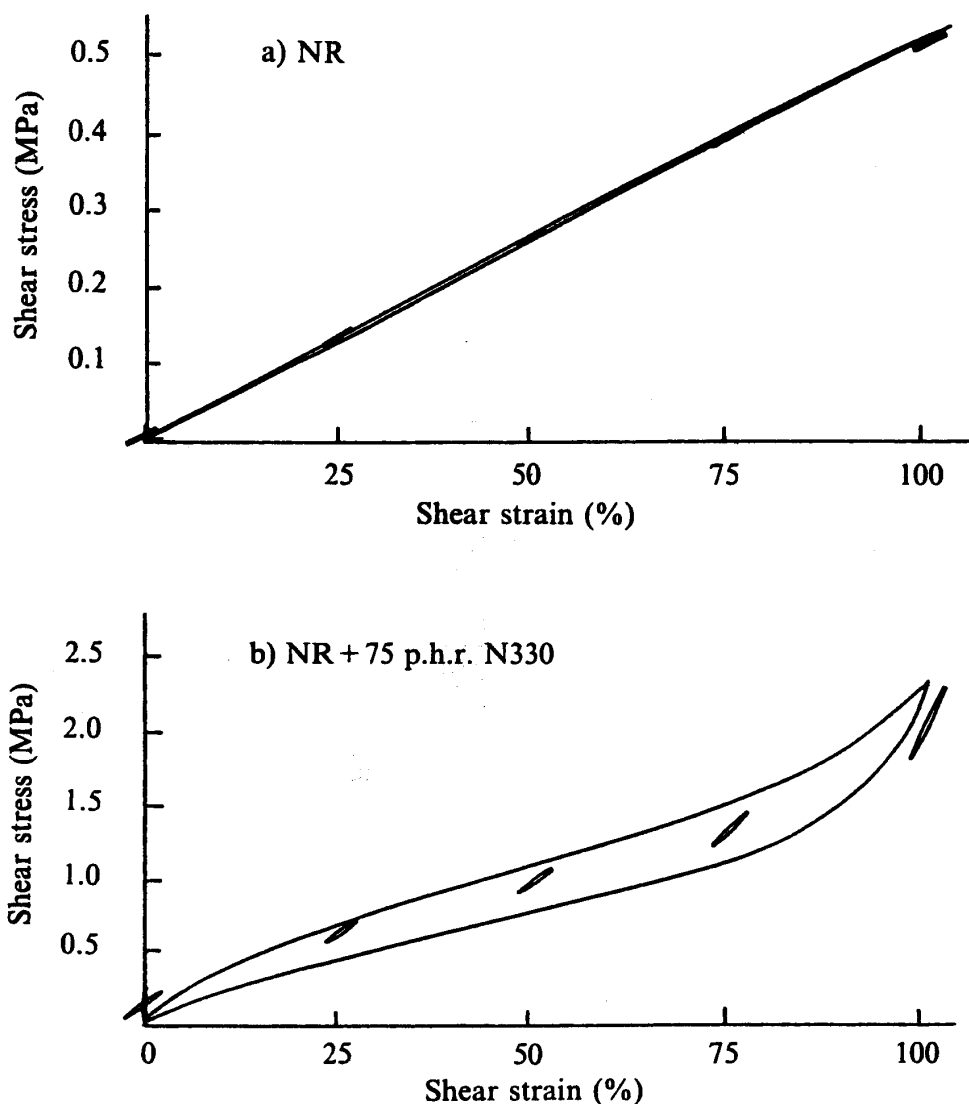 a) NR
Shear stress (MPa)
0.5
0.4
0.3
0.2
0.1
25 50 75 100
Shear strain (%)
b) NR + 75 p.h.r. N330
Shear stress (MPa)
2.5
2.0
1.5
1.0
0.5
0 25 50 75 100
Shear strain (%)